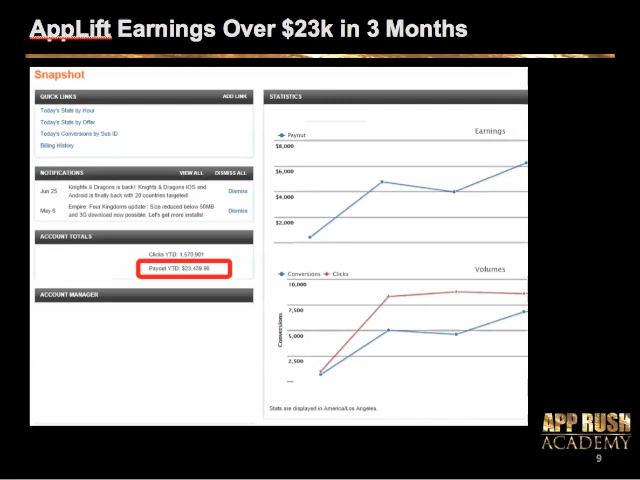 AppLift Earnings Over $23k in 3 Months
Snapshot
QUICK LINKS ADD LINK
Today's Stats by Hour
Today's Stats by Offer
Today's Conversions by Sub ID
Billing History
NOTIFICATIONS VIEW ALL DISMISS ALL
Jun 25 Knights & Dragons is back!: Knights & Dragons iOS and Android is finally back with 20 countries targeted! Dismiss
May 6 Empire: Four Kingdoms update!: Size reduced below 50MB and 3G download now possible. Let's get more installs! Dismiss
ACCOUNT TOTALS
Clicks YTD: 1,570,901
Payout YTD: $23,439.98
ACCOUNT MANAGER
STATISTICS
Earnings
Payout
$8,000
$6,000
$4,000
$2,000
Volumes
Conversions Clicks
10,000
7,500
5,000
2,500
Conversions
Stats are displayed in America/Los Angeles.
APP RUSH
ACADEMY
9